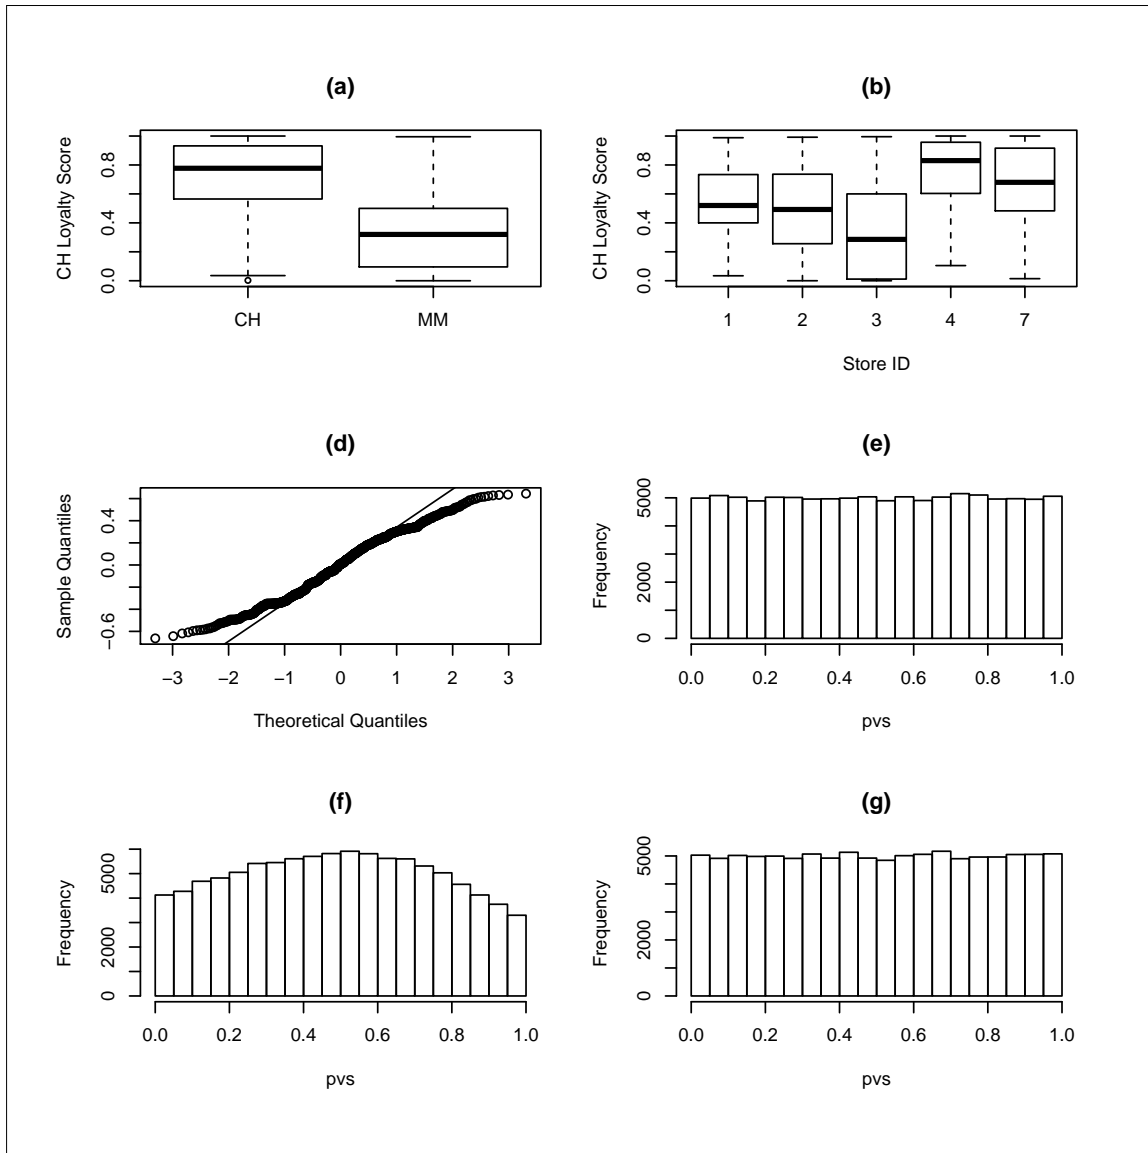 (a)
CH Loyalty Score
0.0 0.4 0.8
CH MM
(b)
CH Loyalty Score
0.0 0.4 0.8
1 2 3 4 7
Store ID
(d)
Sample Quantiles
−0.6 0.0 0.4
−3 −2 −1 0 1 2 3
Theoretical Quantiles
(e)
Frequency
0 2000 5000
0.0 0.2 0.4 0.6 0.8 1.0
pvs
(f)
Frequency
0 2000 5000
0.0 0.2 0.4 0.6 0.8 1.0
pvs
(g)
Frequency
0 2000 5000
0.0 0.2 0.4 0.6 0.8 1.0
pvs